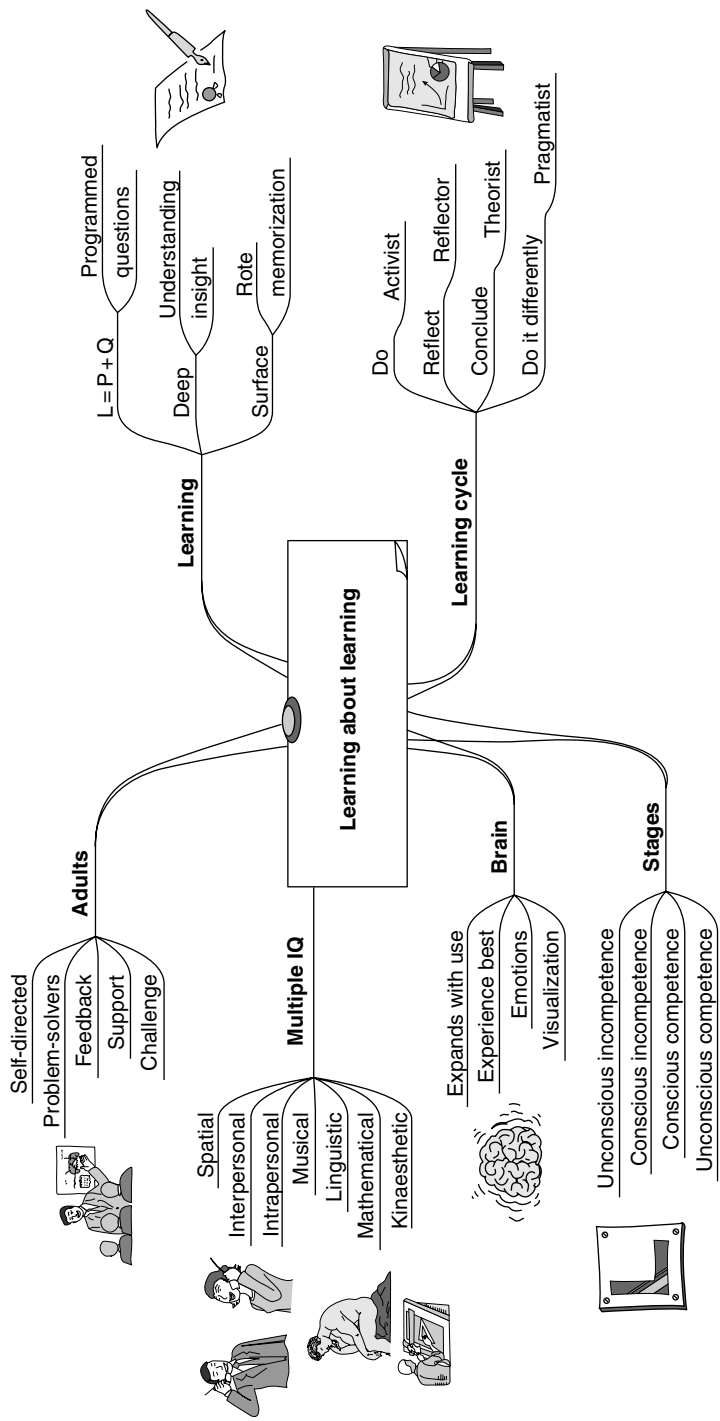 Learning about learning
Learning
L = P + Q
Programmed
questions
Deep
Understanding
insight
Surface
Rote
memorization
Learning cycle
Do
Activist
Reflect
Reflector
Conclude
Theorist
Do it differently
Pragmatist
Adults
Self-directed
Problem-solvers
Feedback
Support
Challenge
Multiple IQ
Spatial
Interpersonal
Intrapersonal
Musical
Linguistic
Mathematical
Kinaesthetic
Brain
Expands with use
Experience best
Emotions
Visualization
Stages
Unconscious incompetence
Conscious incompetence
Conscious competence
Unconscious competence
L